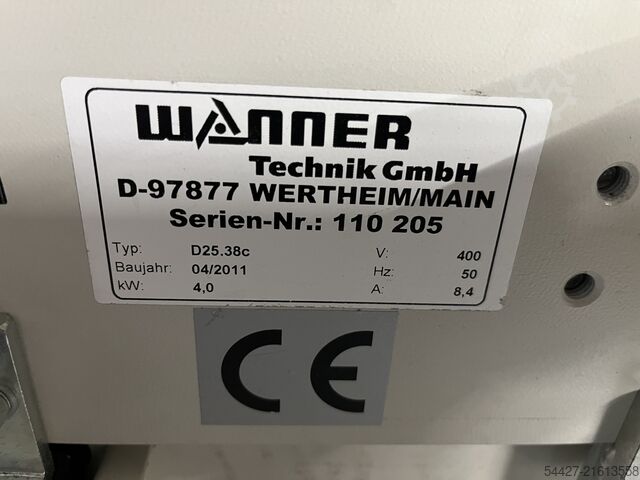 WANNER
Technik GmbH
D-97877 WERTHEIM/MAIN
Serien-Nr.: 110 205
Typ: D25.38c V: 400
Baujahr: 04/2011 Hz: 50
kW: 4,0 A: 8,4
CE
54427-21613558